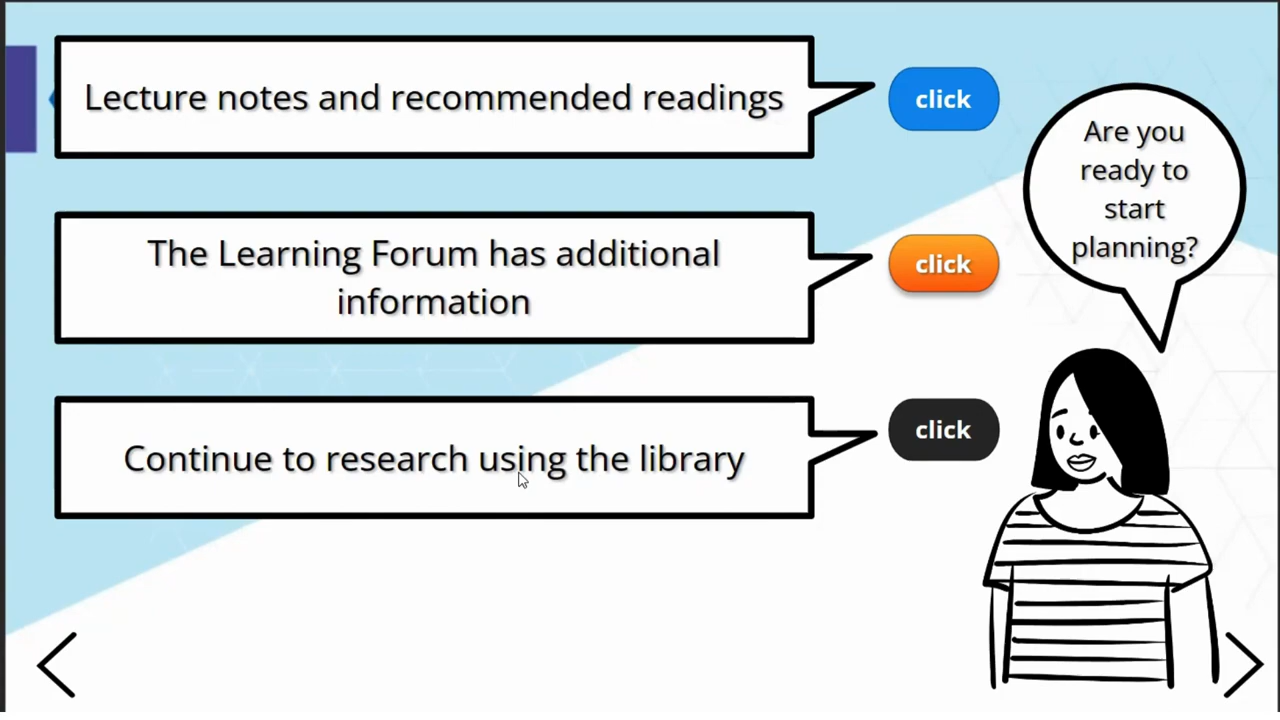 Lecture notes and recommended readings
click
Are you
ready to
start
planning?
The Learning Forum has additional
information
click
Continue to research using the library
click